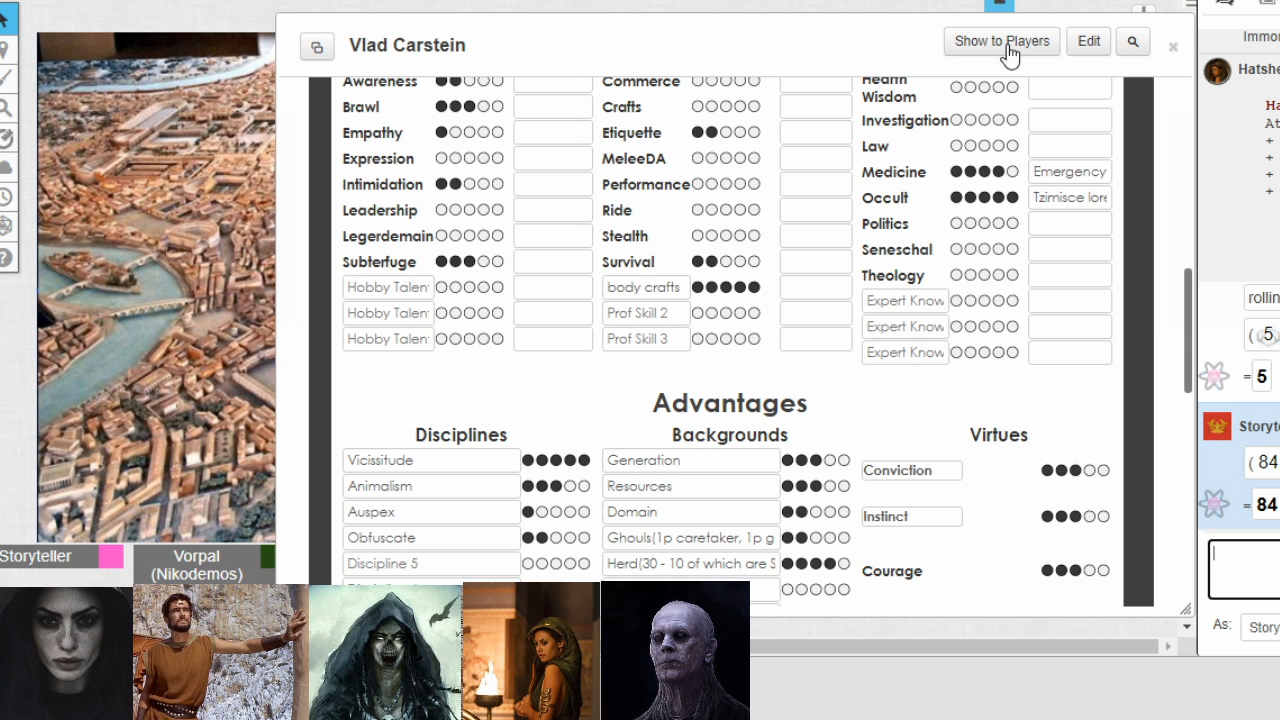 Vlad Carstein
Show to Players
Edit
Awareness
Brawl
Empathy
Expression
Intimidation
Leadership
Legerdemain
Subterfuge
Hobby Talen
Hobby Talen
Hobby Talen
Commerce
Crafts
Etiquette
MeleeDA
Performance
Ride
Stealth
Survival
body crafts
Prof Skill 2
Prof Skill 3
Hearth
Wisdom
Investigation
Law
Medicine
Emergency
Occult
Tzimisce lore
Politics
Seneschal
Theology
Expert Know
Expert Know
Expert Know
Advantages
Disciplines
Vicissitude
Animalism
Auspex
Obfuscate
Discipline 5
Backgrounds
Generation
Resources
Domain
Ghouls(1p caretaker, 1p g
Herd(30 - 10 of which are S
Virtues
Conviction
Instinct
Courage
Storyteller
Vorpal
(Nikodemos)
Immor
Hatshe
Ha
At
+
+
+
+
rollin
( 5
= 5
Storyte
( 84
= 84
As:
Story